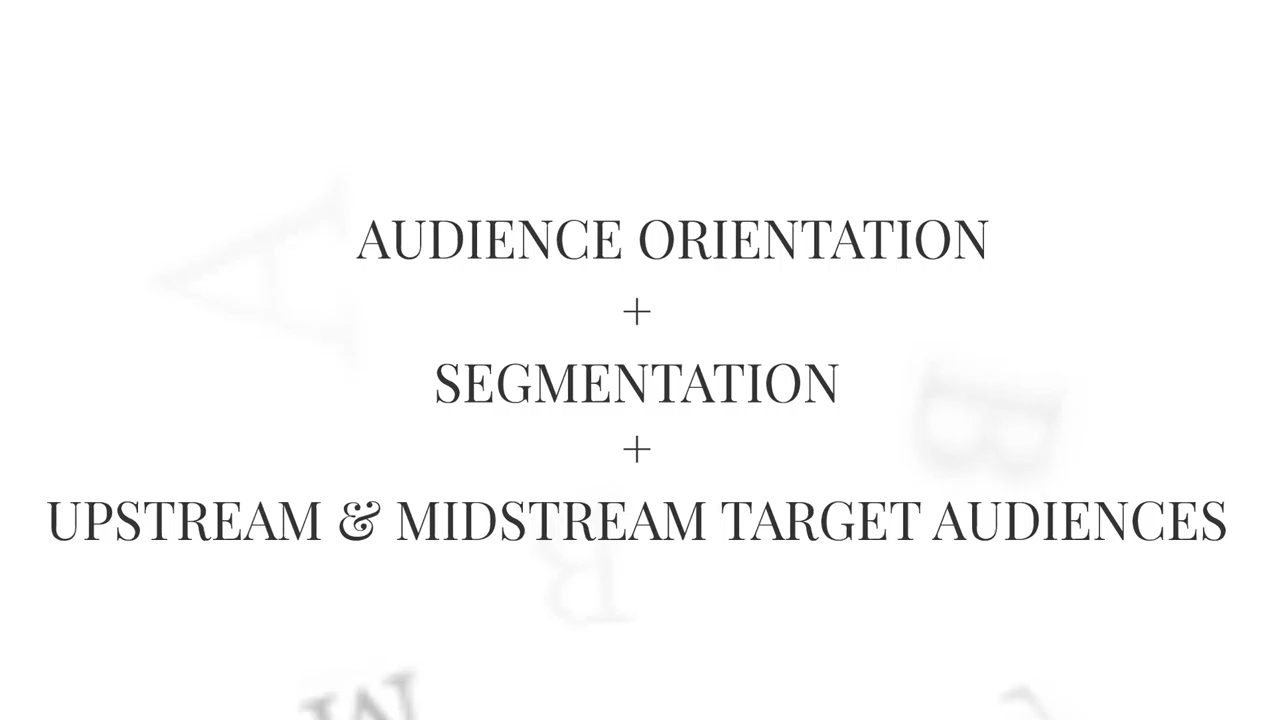 AUDIENCE ORIENTATION
+
SEGMENTATION
+
UPSTREAM & MIDSTREAM TARGET AUDIENCES